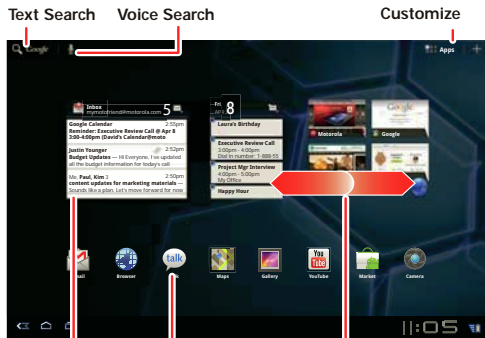 Text Search Voice Search Customize
Google Apps
Inbox
mymotofriend@motorola.com 5
Google Calendar 2:55pm
Reminder: Executive Review Call @ Apr 8
3:00-4:00pm (David's Calendar@moto
Justin Younger 2:52pm
Budget Updates — Hi Everyone, I've updated
all the budget information for today's call
Me, Paul, Kim 3 2:50pm
content updates for marketing materials —
Sounds like a plan. Let's move forward for now
Fri 8
Laura's Birthday
Executive Review Call
3:00pm - 4:00pm
Dial in number: 1-888-55
Project Mgr Interview
4:00pm - 5:00pm
My Office
Happy Hour
Motorola Google
talk
You
Tube
Browser Maps Gallery YouTube Market Camera
11:05